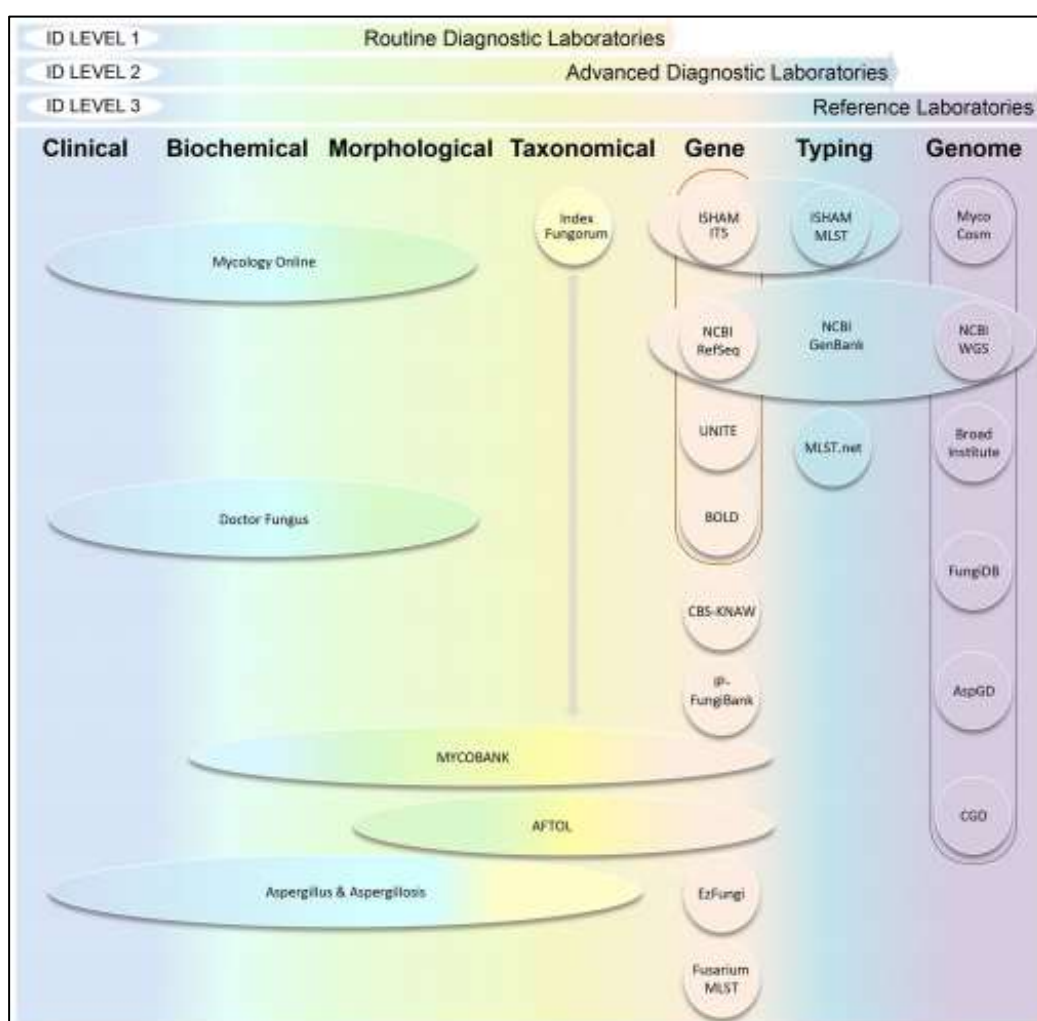 ID LEVEL 1
Routine Diagnostic Laboratories
ID LEVEL 2
Advanced Diagnostic Laboratories
ID LEVEL 3
Reference Laboratories
Clinical
Biochemical
Morphological
Taxonomical
Gene
Typing
Genome
Index
Fungorum
ISHAM
ITS
ISHAM
MLST
Myco
Cosm
Mycology Online
NCBI
RefSeq
NCBI
GenBank
NCBI
WGS
UNITE
MLST.net
Broad
Institute
Doctor Fungus
BOLD
FungiDB
CBS-KNAW
IP-
FungiBank
AspGD
MYCOBANK
AFTOL
CGD
Aspergillus & Aspergillosis
EzFungi
Fusarium
MLST